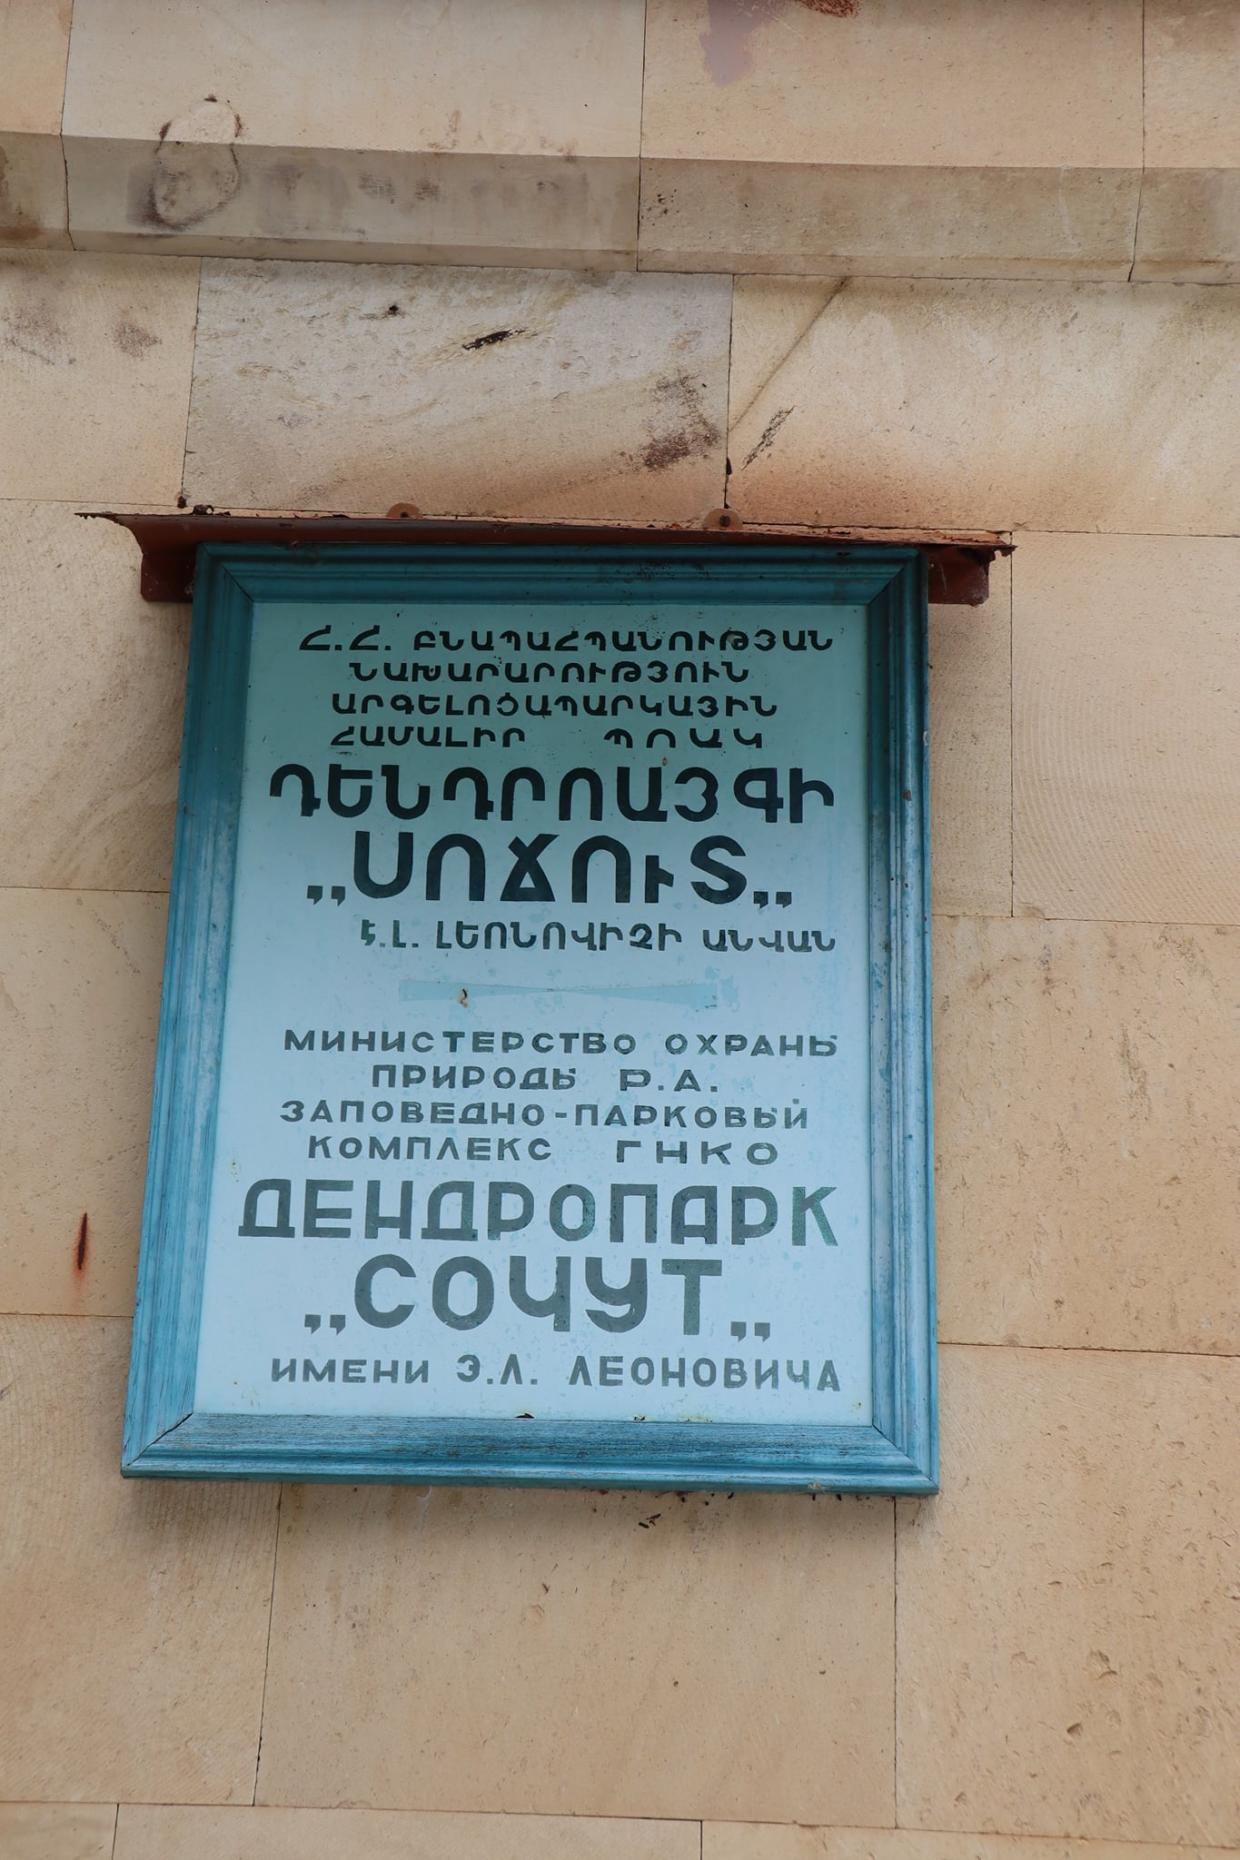 Հ.Հ. ԲՆԱՊԱՀՊԱՆՈՒԹՅԱՆ
ՆԱԽԱՐԱՐՈՒԹՅՈՒՆ
ԱՐԳԵԼՈՑԱՊԱՐԿԱՅԻՆ
ՀԱՄԱԼԻՐ ՊՈԱԿ
ԴԵՆԴՐՈԱՅԳԻ
„ՍՈՃՈՒՏ„
Է.Լ. ԼԵՈՆՈՎԻՉԻ ԱՆՎԱՆ
МИНИСТЕРСТВО ОХРАНЫ
ПРИРОДЫ Р.А.
ЗАПОВЕДНО-ПАРКОВЫЙ
КОМПЛЕКС ГНКО
ДЕНДРОПАРК
„СОЧУТ„
ИМЕНИ Э.Л. ЛЕОНОВИЧА